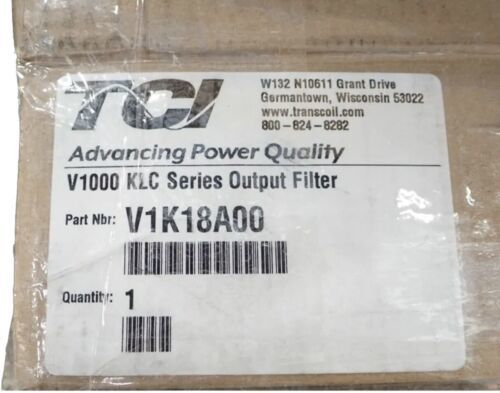 TCI
W132 N10611 Grant Drive
Germantown, Wisconsin 53022
www.transcoil.com
800-824-8282
Advancing Power Quality
V1000 KLC Series Output Filter
Part Nbr: V1K18A00
Quantity: 1